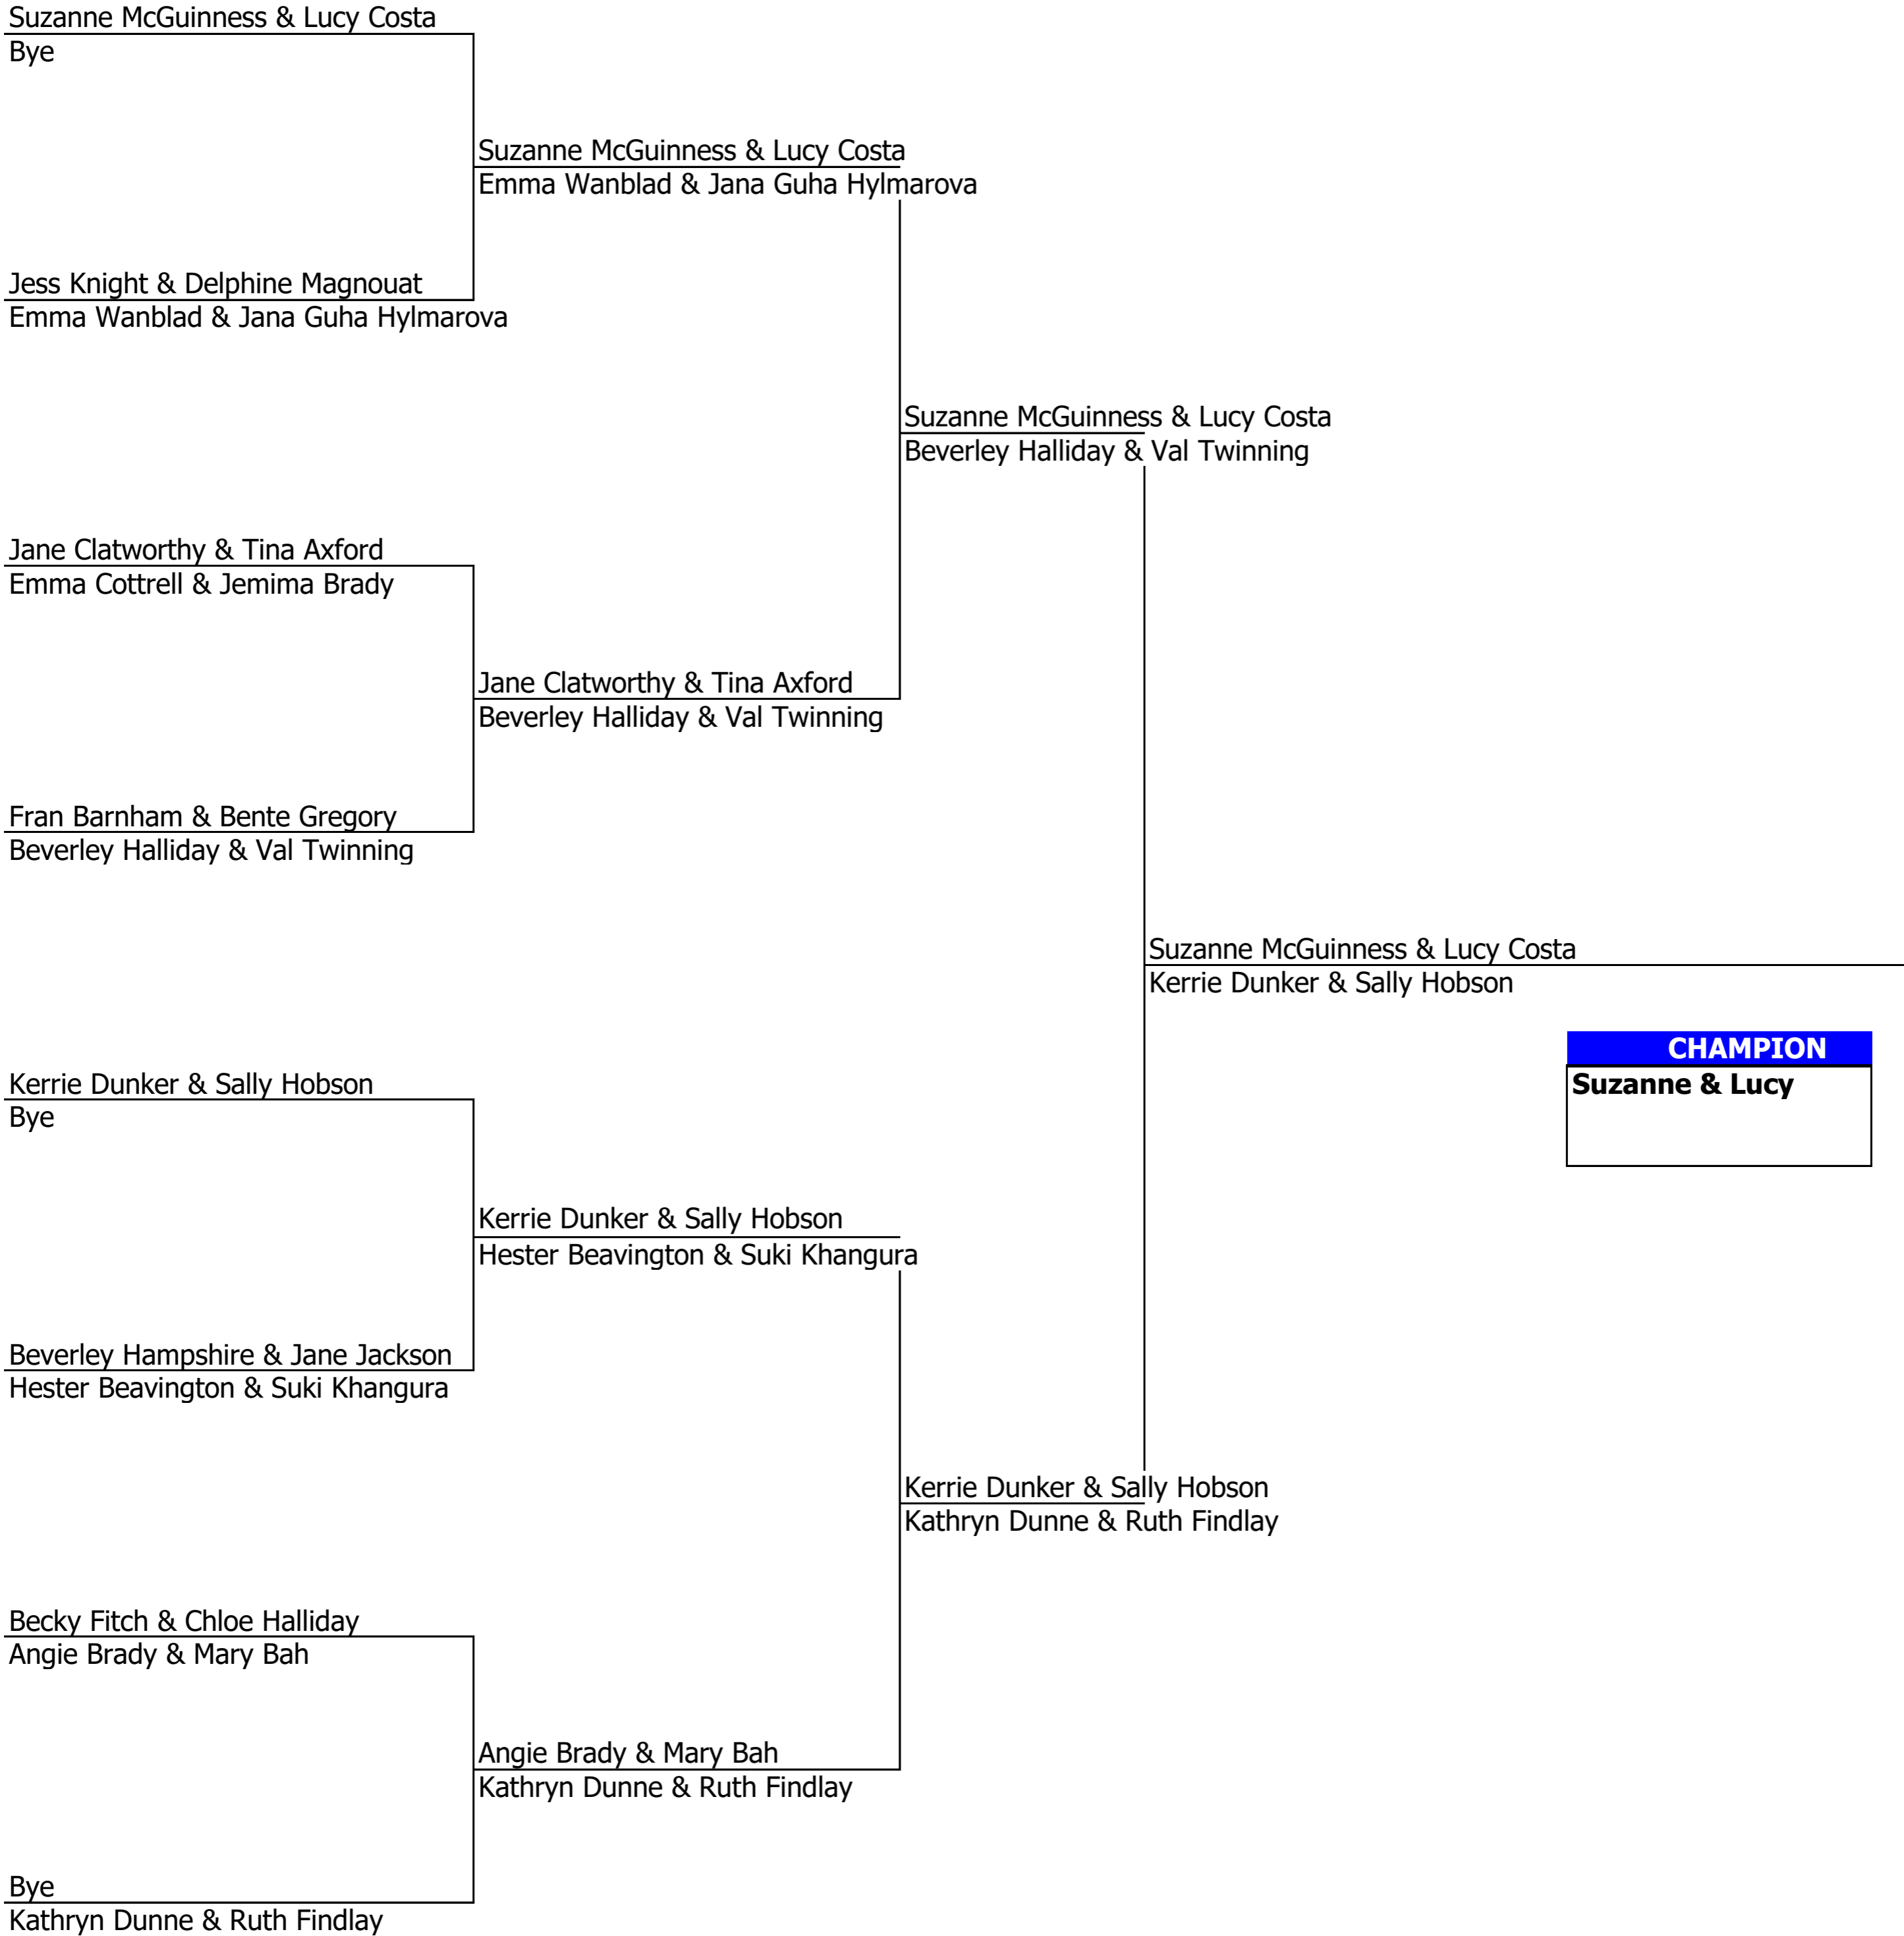 Suzanne McGuinness & Lucy Costa
Bye
Suzanne McGuinness & Lucy Costa
Emma Wanblad & Jana Guha Hylmarova
Jess Knight & Delphine Magnouat
Emma Wanblad & Jana Guha Hylmarova
Suzanne McGuinness & Lucy Costa
Beverley Halliday & Val Twinning
Jane Clatworthy & Tina Axford
Emma Cottrell & Jemima Brady
Jane Clatworthy & Tina Axford
Beverley Halliday & Val Twinning
Fran Barnham & Bente Gregory
Beverley Halliday & Val Twinning
Suzanne McGuinness & Lucy Costa
Kerrie Dunker & Sally Hobson
CHAMPION
Suzanne & Lucy
Kerrie Dunker & Sally Hobson
Bye
Kerrie Dunker & Sally Hobson
Hester Beavington & Suki Khangura
Beverley Hampshire & Jane Jackson
Hester Beavington & Suki Khangura
Kerrie Dunker & Sally Hobson
Kathryn Dunne & Ruth Findlay
Becky Fitch & Chloe Halliday
Angie Brady & Mary Bah
Angie Brady & Mary Bah
Kathryn Dunne & Ruth Findlay
Bye
Kathryn Dunne & Ruth Findlay